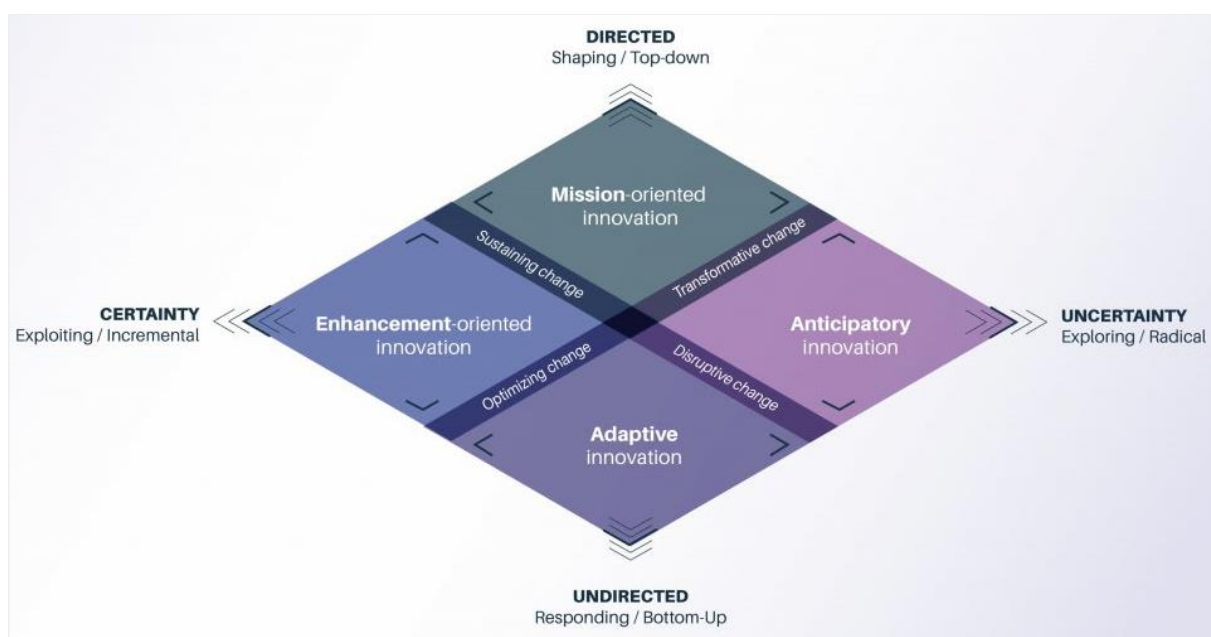 DIRECTED
Shaping / Top-down
Mission-oriented
innovation
Sustaining change
Transformative change
CERTAINTY
Exploiting / Incremental
Enhancement-oriented
innovation
Anticipatory
innovation
UNCERTAINTY
Exploring / Radical
Optimizing change
Disruptive change
Adaptive
innovation
UNDIRECTED
Responding / Bottom-Up